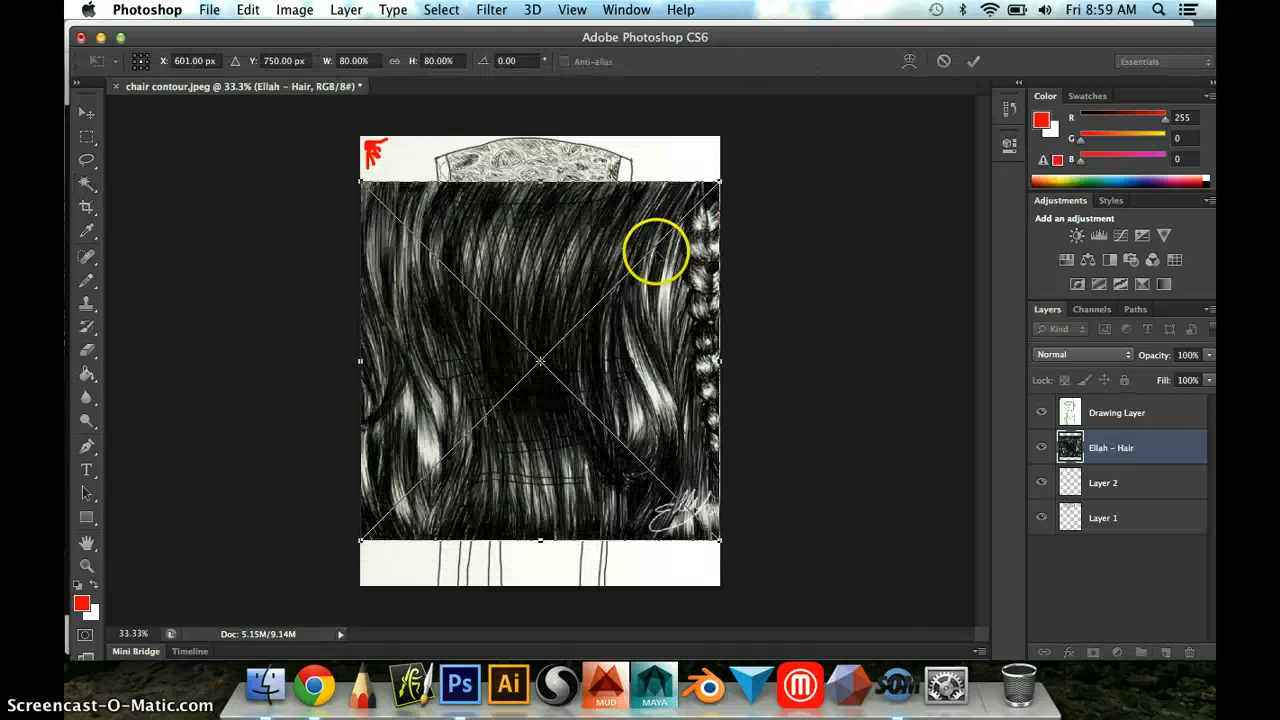 Photoshop File Edit Image Layer Type Select Filter 3D View Window Help Fri 8:59 AM
Adobe Photoshop CS6
X: 601.00 px Y: 750.00 px W: 80.00% H: 80.00% 0.00 ° Anti-alias Essentials
× chair contour.jpeg @ 33.3% (Ellah - Hair, RGB/8#) *
Color Swatches
R 255
G 0
B 0
Adjustments Styles
Add an adjustment
Layers Channels Paths
Kind
Normal Opacity: 100%
Lock: Fill: 100%
Drawing Layer
Ellah - Hair
Layer 2
Layer 1
33.33% Doc: 5.15M/9.14M
Mini Bridge Timeline
Ps Ai MUD MAYA SOM
Screencast-O-Matic.com